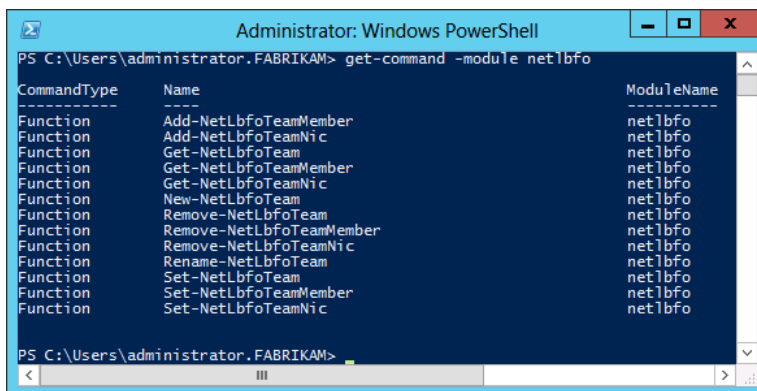 Administrator: Windows PowerShell
PS C:\Users\administrator.FABRIKAM> get-command -module netlbfo
CommandType Name ModuleName
----------- ---- ----------
Function Add-NetLbfoTeamMember netlbfo
Function Add-NetLbfoTeamNic netlbfo
Function Get-NetLbfoTeam netlbfo
Function Get-NetLbfoTeamMember netlbfo
Function Get-NetLbfoTeamNic netlbfo
Function New-NetLbfoTeam netlbfo
Function Remove-NetLbfoTeam netlbfo
Function Remove-NetLbfoTeamMember netlbfo
Function Remove-NetLbfoTeamNic netlbfo
Function Rename-NetLbfoTeam netlbfo
Function Set-NetLbfoTeam netlbfo
Function Set-NetLbfoTeamMember netlbfo
Function Set-NetLbfoTeamNic netlbfo
PS C:\Users\administrator.FABRIKAM>